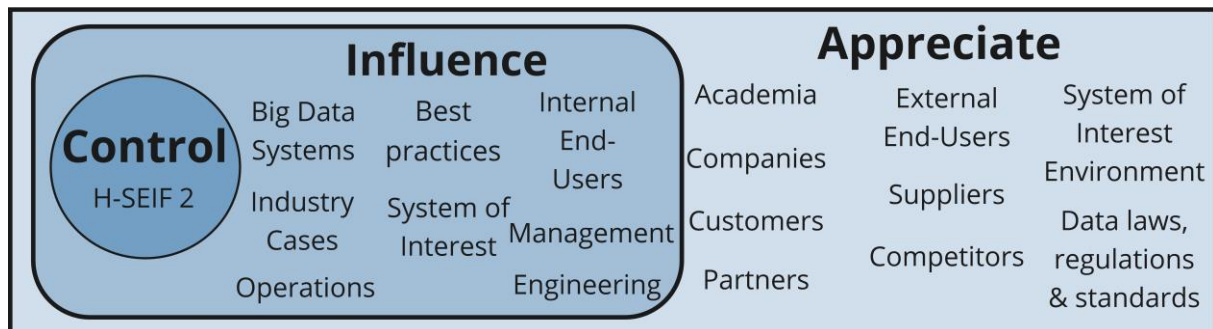 Control
H-SEIF 2
Influence
Big Data
Systems
Industry
Cases
Operations
Best
practices
System of
Interest
Internal
End-
Users
Management
Engineering
Appreciate
Academia
Companies
Customers
Partners
External
End-Users
Suppliers
Competitors
System of
Interest
Environment
Data laws,
regulations
& standards